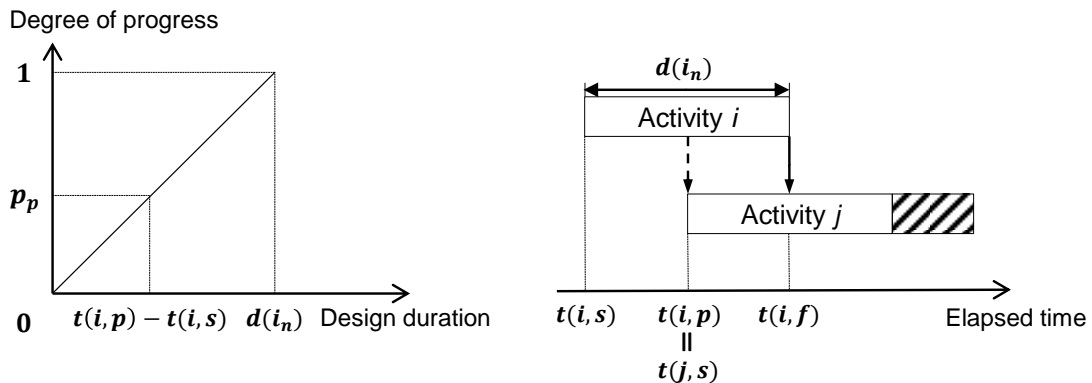 Degree of progress
1
p_p
0
t(i,p) − t(i,s)
d(i_n)
Design duration
d(i_n)
Activity i
Activity j
t(i,s)
t(i,p)
t(i,f)
Elapsed time
=
t(j,s)